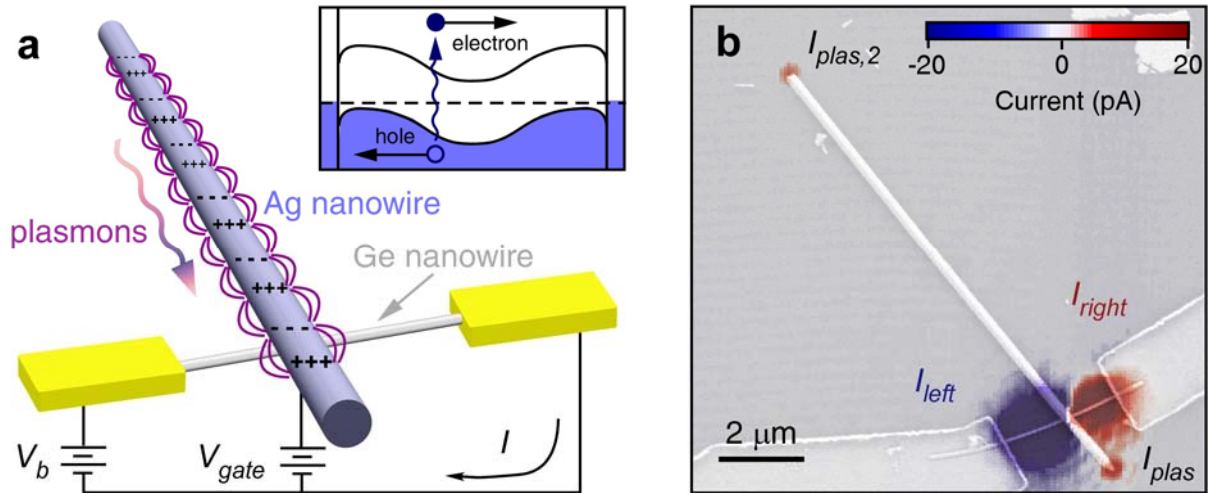 a
electron
hole
Ag nanowire
plasmons
Ge nanowire
- - - -
+++
- - - -
+++
- - - -
+++
- - - -
+++
- - - -
+++
- - - -
+++
V_b
V_gate
I
b
I_plas,2
-20 0 20
Current (pA)
I_right
I_left
2 μm
I_plas